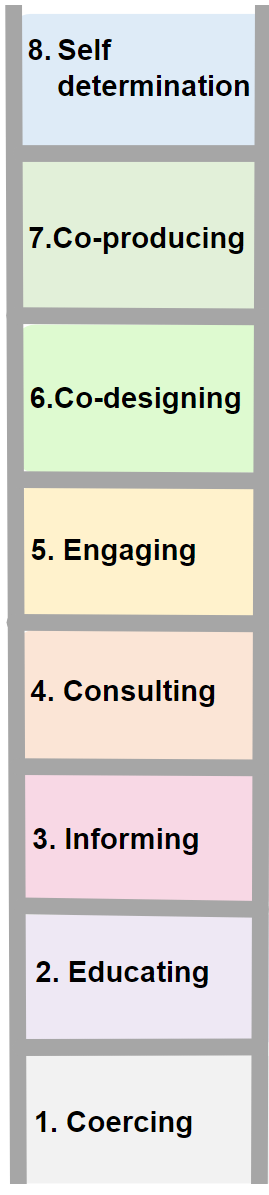 8. Self
determination
7.Co-producing
6.Co-designing
5. Engaging
4. Consulting
3. Informing
2. Educating
1. Coercing